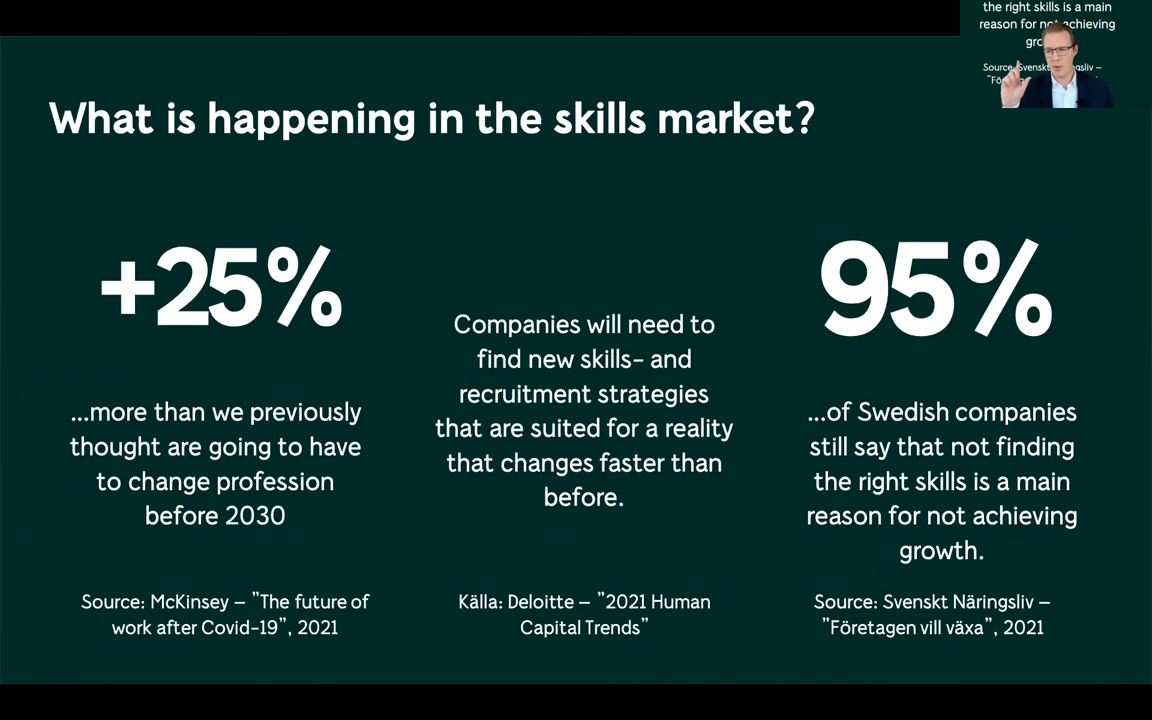 the right skills is a main
reason for not achieving
Source: Svenskt Näringsliv –
What is happening in the skills market?
+25%
...more than we previously
thought are going to have
to change profession
before 2030
Source: McKinsey – ”The future of
work after Covid-19”, 2021
Companies will need to
find new skills- and
recruitment strategies
that are suited for a reality
that changes faster than
before.
Källa: Deloitte – ”2021 Human
Capital Trends”
95%
...of Swedish companies
still say that not finding
the right skills is a main
reason for not achieving
growth.
Source: Svenskt Näringsliv –
”Företagen vill växa”, 2021